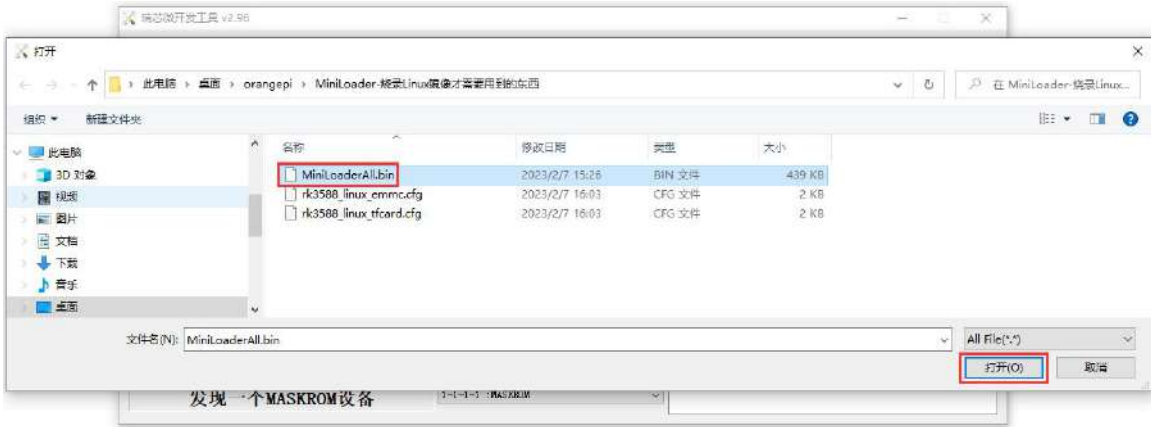 瑞芯微开发工具 v2.96
打开
此电脑 › 桌面 › orangepi › MiniLoader-烧录Linux镜像才需要用到的东西
在 MiniLoader-烧录Linux...
组织 新建文件夹
名称 修改日期 类型 大小
此电脑
3D 对象
视频
图片
文档
下载
音乐
桌面
MiniLoaderAll.bin 2023/2/7 15:26 BIN 文件 439 KB
rk3588_linux_emmc.cfg 2023/2/7 16:03 CFG 文件 2 KB
rk3588_linux_tfcard.cfg 2023/2/7 16:03 CFG 文件 2 KB
文件名(N): MiniLoaderAll.bin
All File(*.*)
打开(O) 取消
发现一个MASKROM设备
1-1-1-1 :MASKROM